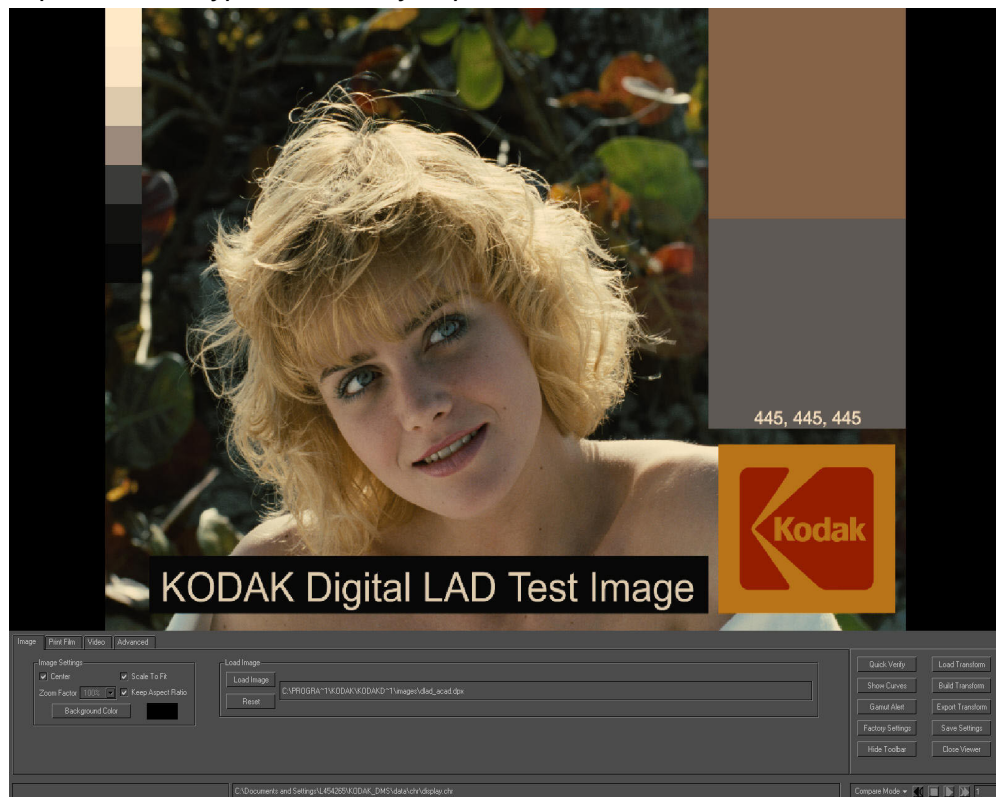 445, 445, 445
Kodak
KODAK Digital LAD Test Image
Image Print Film Video Advanced
Image Settings
Center
Scale To Fit
Zoom Factor 100% Keep Aspect Ratio
Background Color
Load Image
Load Image
Reset
C:\PROGRA~1\KODAK\KODAKD~1\images\dlad_acad.dpx
Quick Verify Load Transform
Show Curves Build Transform
Gamut Alert Export Transform
Factory Settings Save Settings
Hide Toolbar Close Viewer
C:\Documents and Settings\L454265\KODAK_DMS\data\chr\display.chr
Compare Mode 1